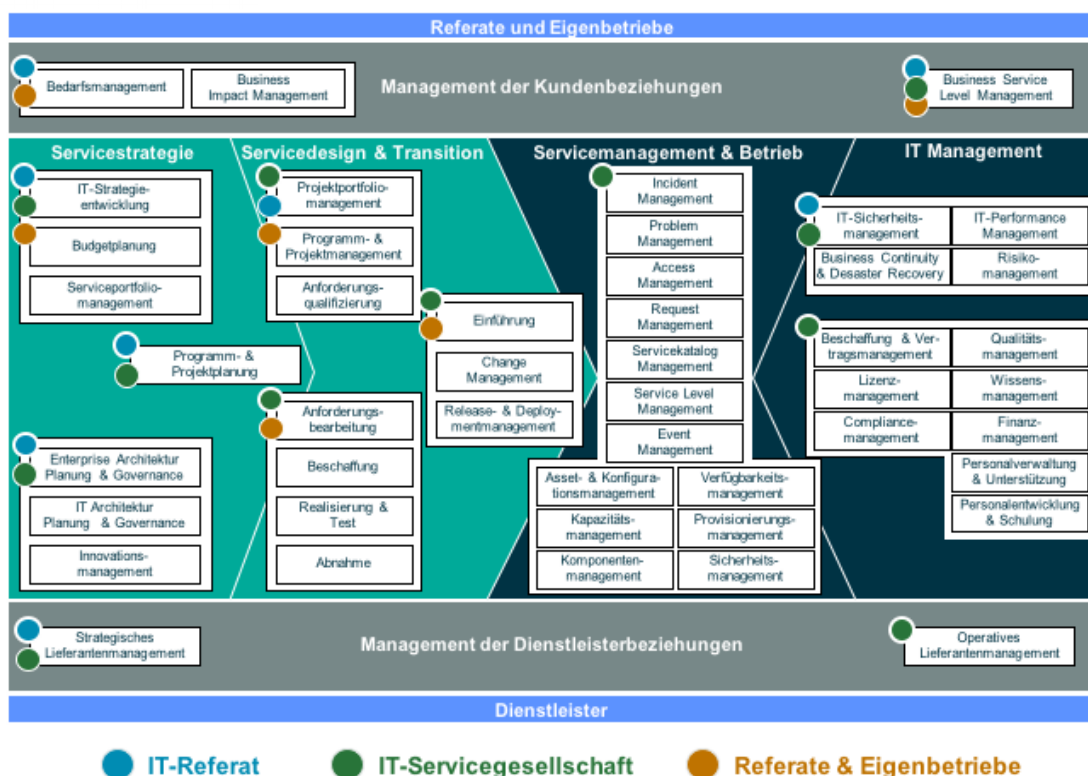 Referate und Eigenbetriebe
Bedarfsmanagement
Business
Impact Management
Management der Kundenbeziehungen
Business Service
Level Management
Servicestrategie
IT-Strategie-
entwicklung
Budgetplanung
Serviceportfolio-
management
Programm- &
Projektplanung
Enterprise Architektur
Planung & Governance
IT Architektur
Planung & Governance
Innovations-
management
Servicedesign & Transition
Projektportfolio-
management
Programm- &
Projektmanagement
Anforderungs-
qualifizierung
Einführung
Change
Management
Release- & Deploy-
mentmanagement
Anforderungs-
bearbeitung
Beschaffung
Realisierung &
Test
Abnahme
Servicemanagement & Betrieb
Incident
Management
Problem
Management
Access
Management
Request
Management
Servicekatalog
Management
Service Level
Management
Event
Management
Asset- & Konfigura-
tionsmanagement
Verfügbarkeits-
management
Kapazitäts-
management
Provisionierungs-
management
Komponenten-
management
Sicherheits-
management
IT Management
IT-Sicherheits-
management
IT-Performance
Management
Business Continuity
& Desaster Recovery
Risiko-
management
Beschaffung & Ver-
tragsmanagement
Qualitäts-
management
Lizenz-
management
Wissens-
management
Compliance-
management
Finanz-
management
Personalverwaltung
& Unterstützung
Personalentwicklung
& Schulung
Strategisches
Lieferantenmanagement
Management der Dienstleisterbeziehungen
Operatives
Lieferantenmanagement
Dienstleister
IT-Referat
IT-Servicegesellschaft
Referate & Eigenbetriebe